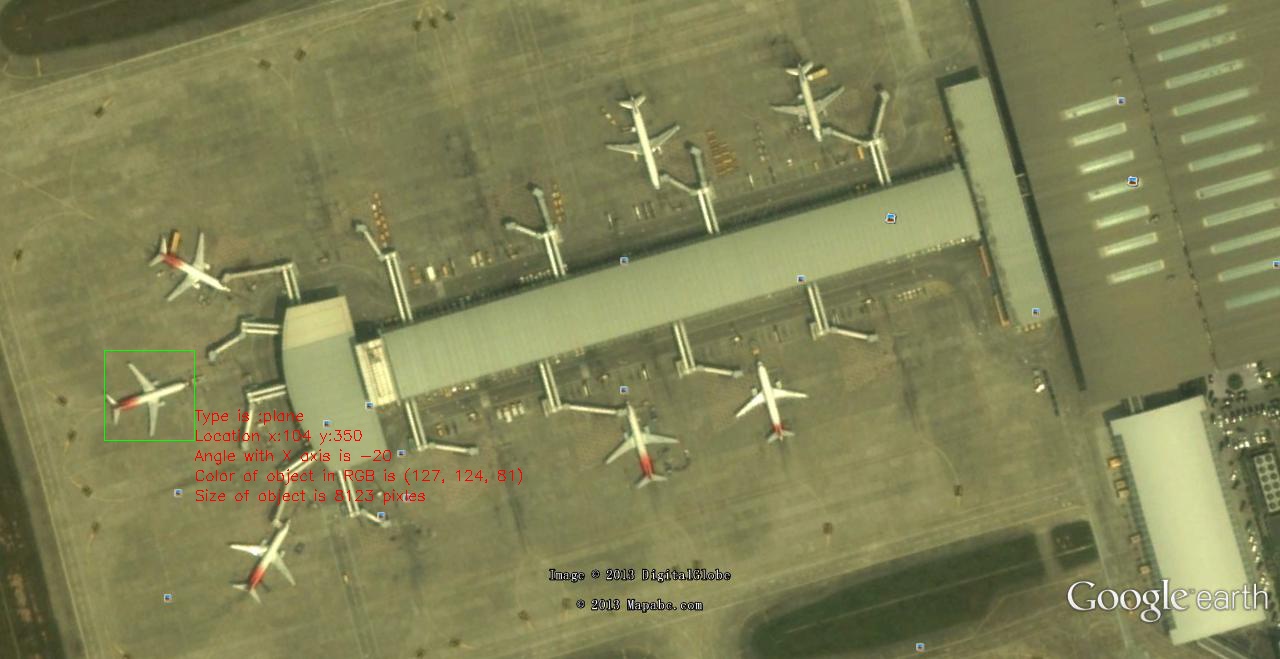 Type is :plane
Location x:104 y:350
Angle with X axis is -20
Color of object in RGB is (127, 124, 81)
Size of object is 8123 pixles
Image © 2013 DigitalGlobe
© 2013 Mapabc.com
Google earth